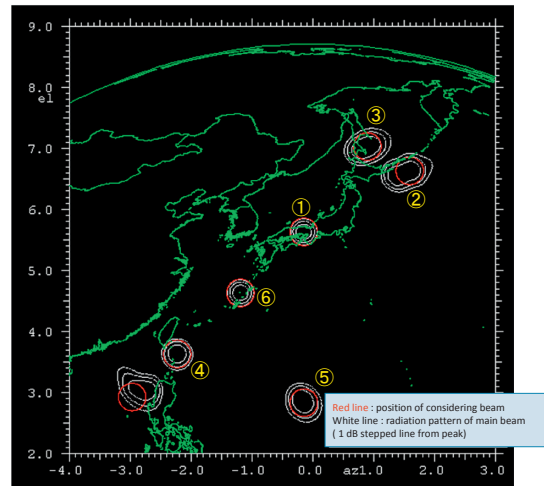 9.0
8.0
el
7.0
6.0
5.0
4.0
3.0
2.0
③
②
①
⑥
④
⑤
Red line : position of considering beam
White line : radiation pattern of main beam
( 1 dB stepped line from peak)
-4.0 -3.0 -2.0 -1.0 0.0 az1.0 2.0 3.0